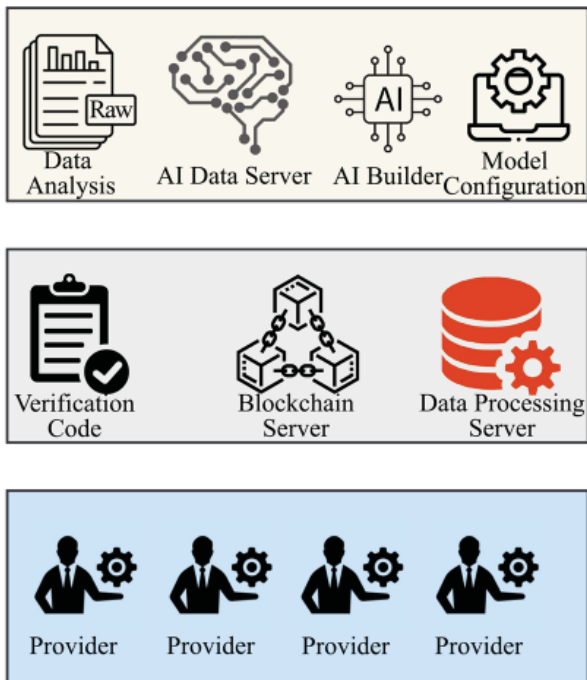 Raw
AI
Data
Analysis
AI Data Server
AI Builder
Model
Configuration
Verification
Code
Blockchain
Server
Data Processing
Server
Provider
Provider
Provider
Provider